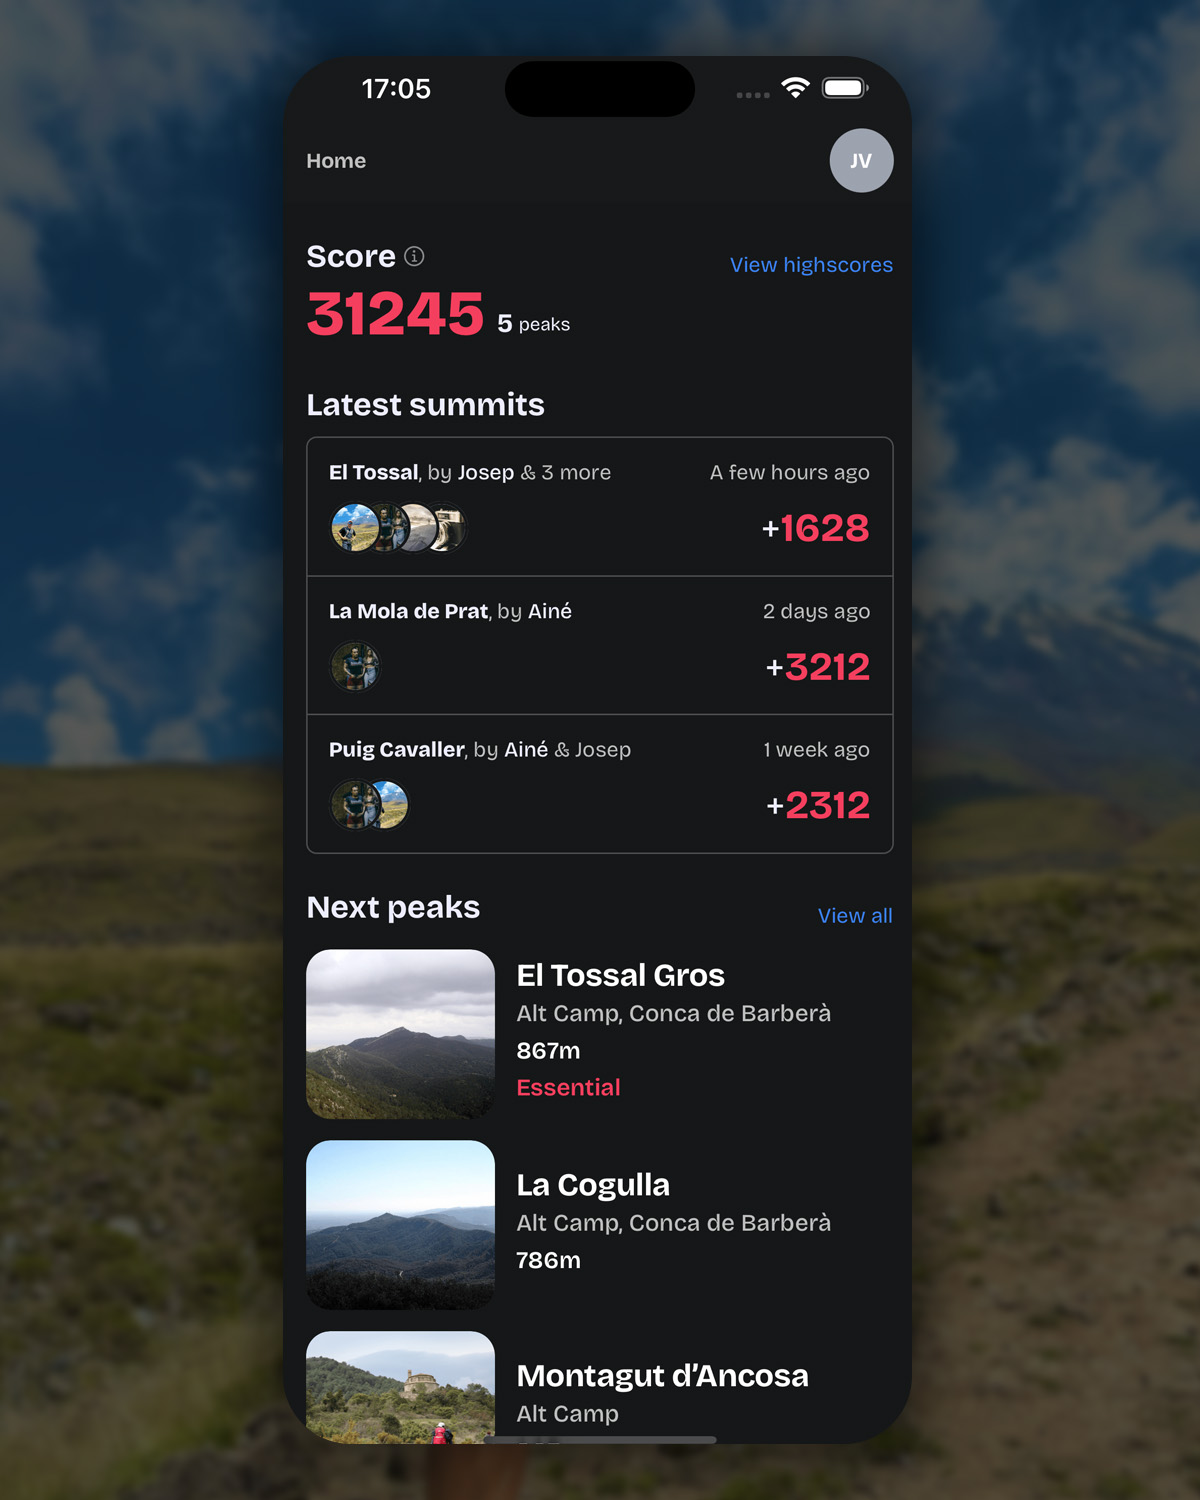 17:05
Home
JV
Score
View highscores
31245 5 peaks
Latest summits
El Tossal, by Josep & 3 more
A few hours ago
+1628
La Mola de Prat, by Ainé
2 days ago
+3212
Puig Cavaller, by Ainé & Josep
1 week ago
+2312
Next peaks
View all
El Tossal Gros
Alt Camp, Conca de Barberà
867m
Essential
La Cogulla
Alt Camp, Conca de Barberà
786m
Montagut d’Ancosa
Alt Camp